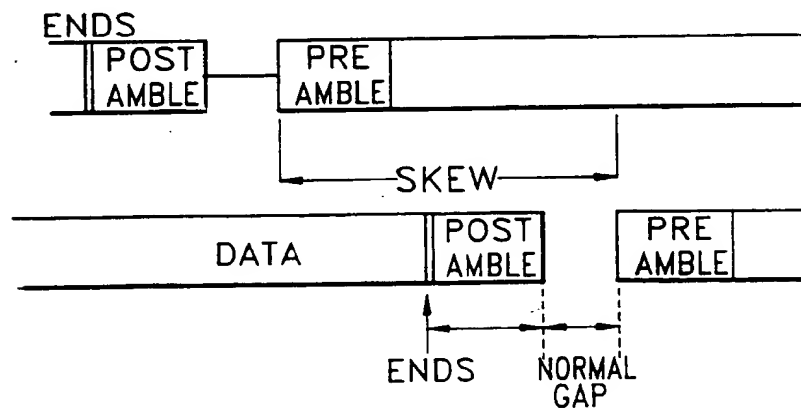 ENDS
POST
AMBLE
PRE
AMBLE
SKEW
DATA
POST
AMBLE
PRE
AMBLE
ENDS
NORMAL
GAP